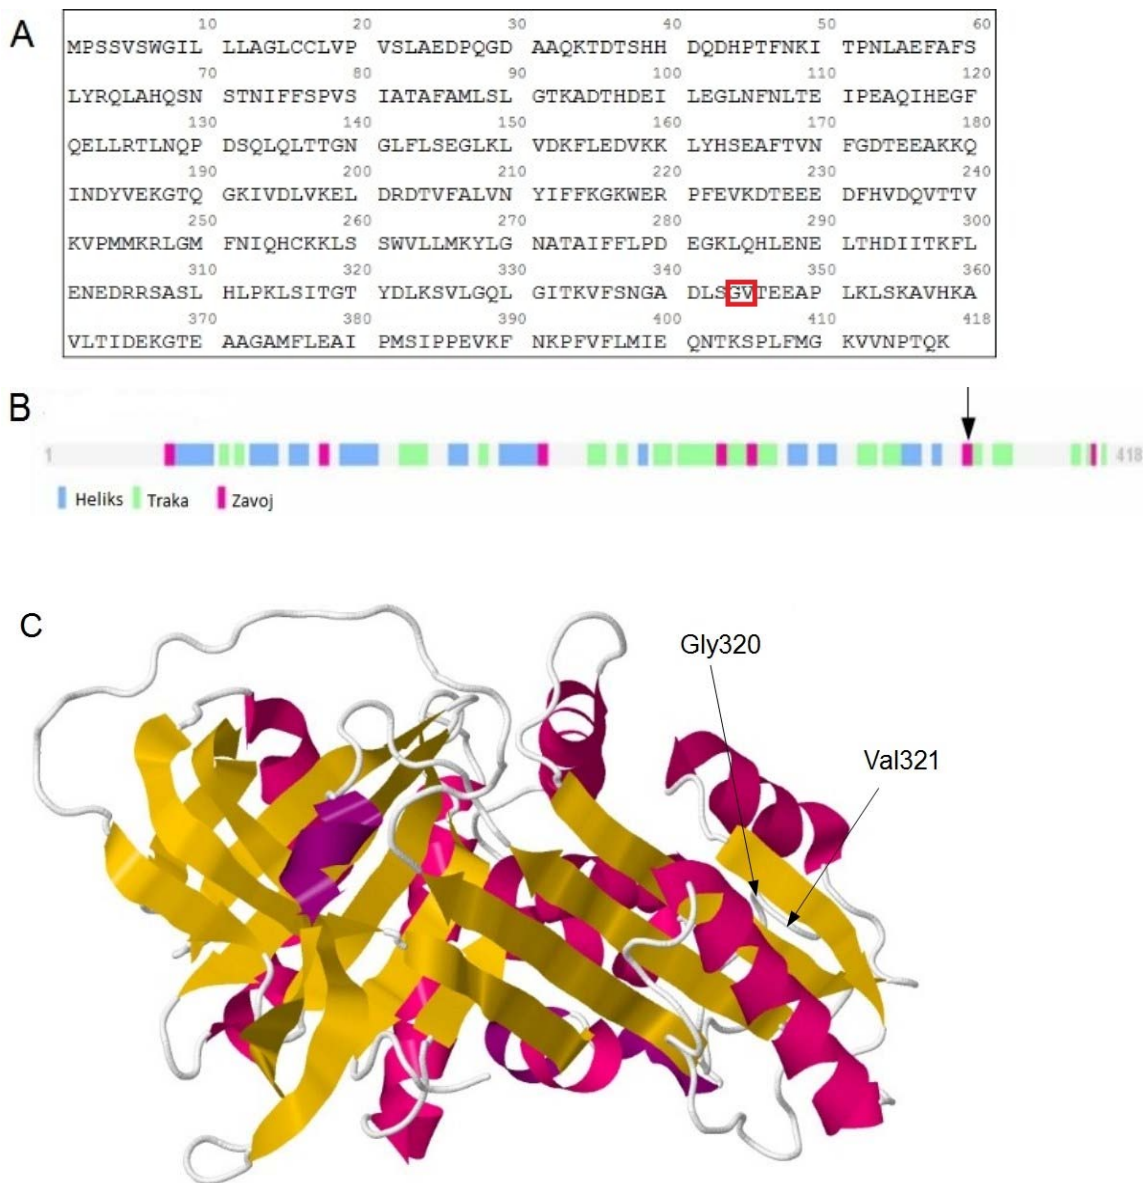 A
10 20 30 40 50 60
MPSSVSWGIL LLAGLCCLVP VSLAEDPQGD AAQKTDTSHH DQDHPTFNKI TPNLAEFAFS
70 80 90 100 110 120
LYRQLAHQSN STNIFFSPVS IATAFAMLSL GTKADTHDEI LEGLNFNLTE IPEAQIHEGF
130 140 150 160 170 180
QELLRTLNQP DSQLQLTTGN GLFLSEGLKL VDKFLEDVKK LYHSEAFTVN FGDTEEAKKQ
190 200 210 220 230 240
INDYVEKGTQ GKIVDLVKEL DRDTVFALVN YIFFKGKWER PFEVKDTEEE DFHVDQVTTV
250 260 270 280 290 300
KVPMMKRLGM FNIQHCKKLS SWVLLMKYLG NATAIFFLPD EGKLQHLENE LTHDIITKFL
310 320 330 340 350 360
ENEDRRSASL HLPKLSITGT YDLKSVLGQL GITKVFSNGA DLSGVTEEAP LKLSKAVHKA
370 380 390 400 410 418
VLTIDEKGTE AAGAMFLEAI PMSIPPEVKF NKPFVFLMIE QNTKSPLFMG KVVNPTQK
B
1 418
Heliks Traka Zavoj
C
Gly320
Val321